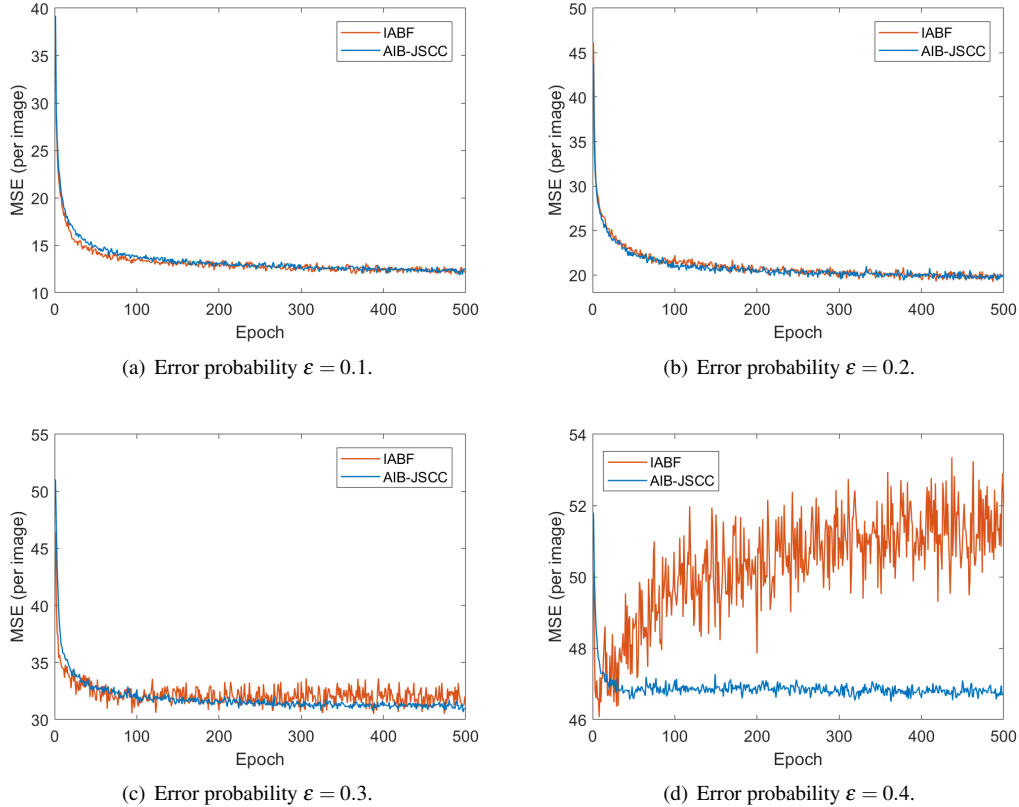 40
35
30
25
20
15
10
0
100
200
300
400
500
MSE (per image)
Epoch
IABF
AIB-JSCC
(a) Error probability ε = 0.1.
50
45
40
35
30
25
20
0
100
200
300
400
500
MSE (per image)
Epoch
IABF
AIB-JSCC
(b) Error probability ε = 0.2.
55
50
45
40
35
30
0
100
200
300
400
500
MSE (per image)
Epoch
IABF
AIB-JSCC
(c) Error probability ε = 0.3.
54
52
50
48
46
0
100
200
300
400
500
MSE (per image)
Epoch
IABF
AIB-JSCC
(d) Error probability ε = 0.4.